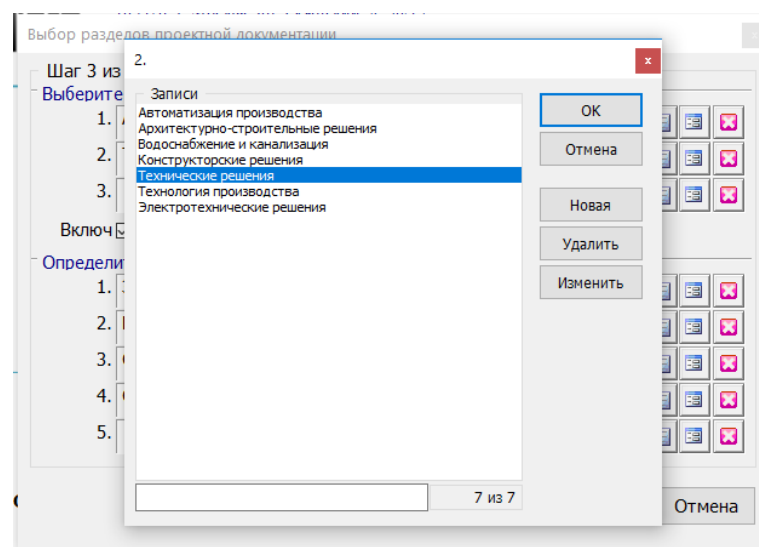 Выбор разделов проектной документации
2.
Шаг 3 из
Выберите
Записи
Автоматизация производства
Архитектурно-строительные решения
Водоснабжение и канализация
Конструкторские решения
Технические решения
Технология производства
Электротехнические решения
OK
Отмена
Новая
Удалить
Изменить
1.
2.
3.
Включ
Определи
1.
2.
3.
4.
5.
7 из 7
Отмена